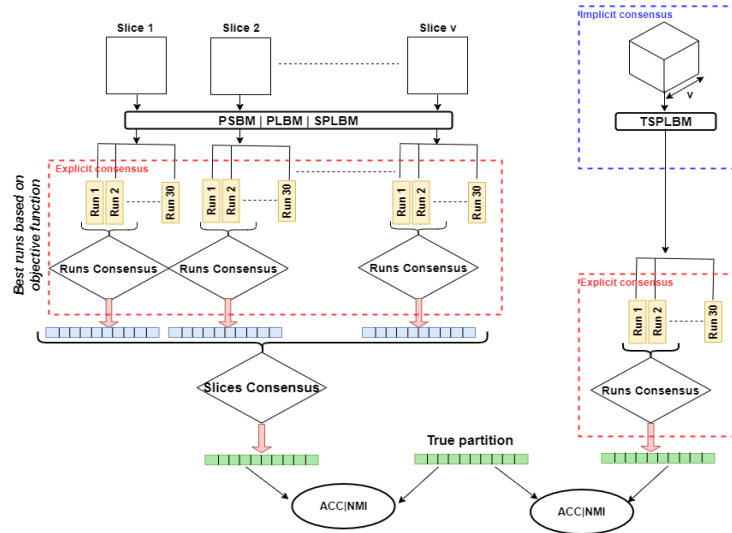 Slice 1
Slice 2
Slice v
Implicit consensus
v
PSBM | PLBM | SPLBM
TSPLBM
Best runs based on
objective function
Explicit consensus
Run 1
Run 2
Run 30
Run 1
Run 2
Run 30
Run 1
Run 2
Run 30
Runs Consensus
Runs Consensus
Runs Consensus
Explicit consensus
Run 1
Run 2
Run 30
Runs Consensus
Slices Consensus
True partition
ACC|NMI
ACC|NMI